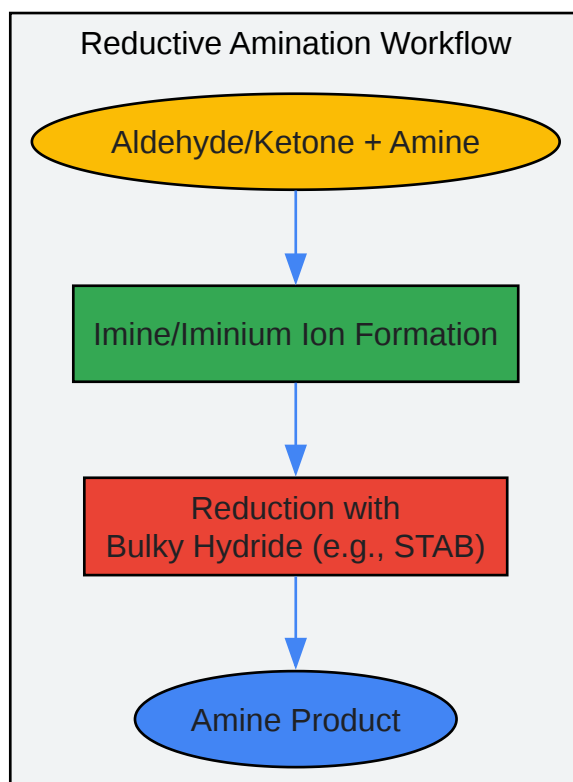 Reductive Amination Workflow
Aldehyde/Ketone + Amine
Imine/Iminium Ion Formation
Reduction with
Bulky Hydride (e.g., STAB)
Amine Product